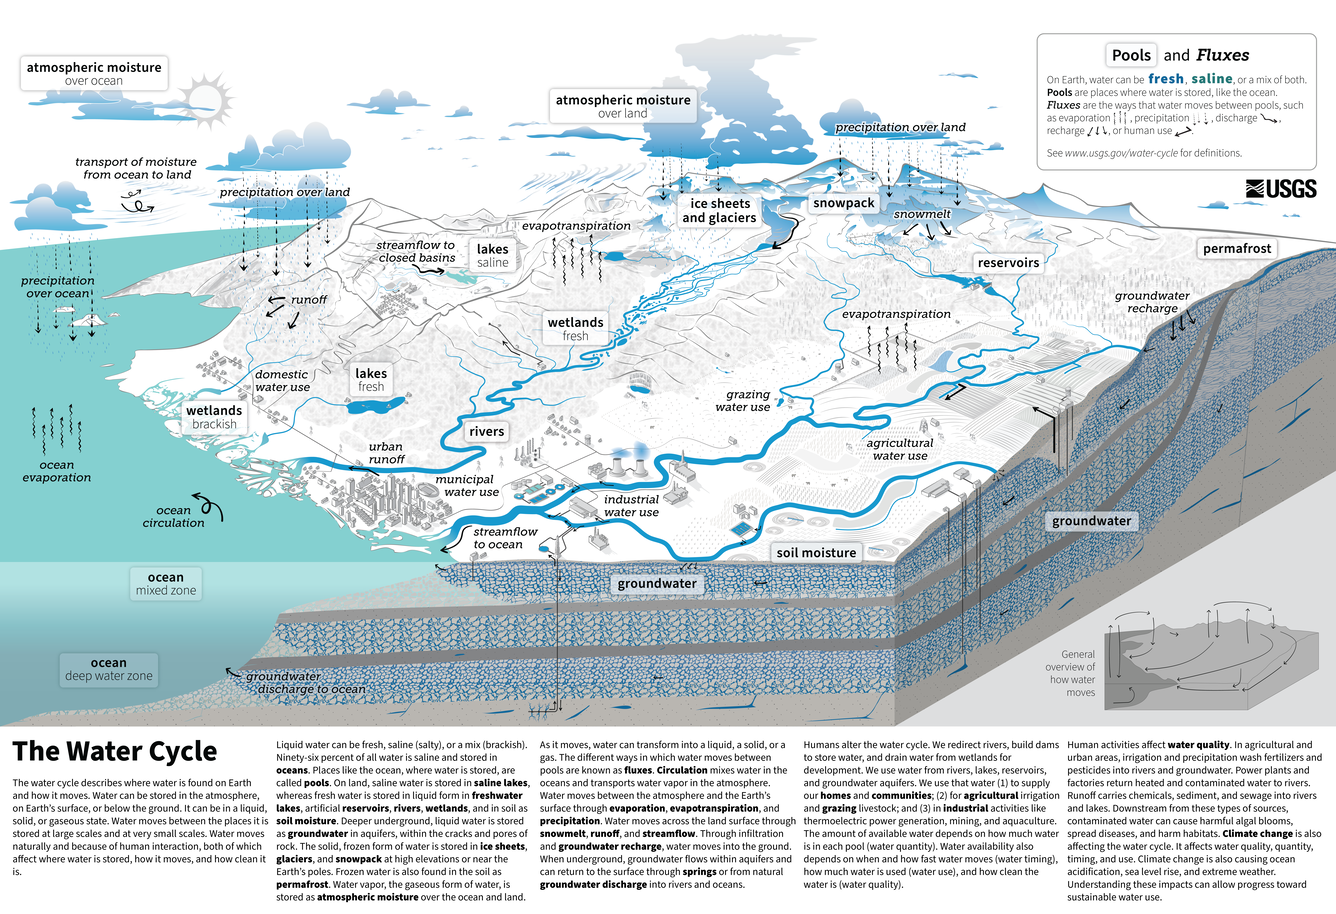 atmospheric moisture
over ocean
transport of moisture
from ocean to land
precipitation over land
precipitation
over ocean
atmospheric moisture
over land
precipitation over land
Pools and Fluxes
On Earth, water can be fresh, saline, or a mix of both.
Pools are places where water is stored, like the ocean.
Fluxes are the ways that water moves between pools, such
as evaporation, precipitation, discharge,
recharge, or human use.
See www.usgs.gov/water-cycle for definitions.
USGS
ice sheets
and glaciers
snowpack
snowmelt
evapotranspiration
streamflow to
closed basins
lakes
saline
reservoirs
permafrost
groundwater
recharge
runoff
wetlands
fresh
evapotranspiration
domestic
water use
lakes
fresh
grazing
water use
wetlands
brackish
rivers
agricultural
water use
urban
runoff
ocean
evaporation
municipal
water use
industrial
water use
ocean
circulation
streamflow
to ocean
groundwater
soil moisture
groundwater
ocean
mixed zone
ocean
deep water zone
groundwater
discharge to ocean
General
overview of
how water
moves
The Water Cycle
The water cycle describes where water is found on Earth
and how it moves. Water can be stored in the atmosphere,
on Earth's surface, or below the ground. It can be in a liquid,
solid, or gaseous state. Water moves between the places it is
stored at large scales and at very small scales. Water moves
naturally and because of human interaction, both of which
affect where water is stored, how it moves, and how clean it
is.
Liquid water can be fresh, saline (salty), or a mix (brackish).
Ninety-six percent of all water is saline and stored in
oceans. Places like the ocean, where water is stored, are
called pools. On land, saline water is stored in saline lakes,
whereas fresh water is stored in liquid form in freshwater
lakes, artificial reservoirs, rivers, wetlands, and in soil as
soil moisture. Deeper underground, liquid water is stored
as groundwater in aquifers, within the cracks and pores of
rock. The solid, frozen form of water is stored in ice sheets,
glaciers, and snowpack at high elevations or near the
Earth's poles. Frozen water is also found in the soil as
permafrost. Water vapor, the gaseous form of water, is
stored as atmospheric moisture over the ocean and land.
As it moves, water can transform into a liquid, a solid, or a
gas. The different ways in which water moves between
pools are known as fluxes. Circulation mixes water in the
oceans and transports water vapor in the atmosphere.
Water moves between the atmosphere and the Earth's
surface through evaporation, evapotranspiration, and
precipitation. Water moves across the land surface through
snowmelt, runoff, and streamflow. Through infiltration
and groundwater recharge, water moves into the ground.
When underground, groundwater flows within aquifers and
can return to the surface through springs or from natural
groundwater discharge into rivers and oceans.
Humans alter the water cycle. We redirect rivers, build dams
to store water, and drain water from wetlands for
development. We use water from rivers, lakes, reservoirs,
and groundwater aquifers. We use that water (1) to supply
our homes and communities; (2) for agricultural irrigation
and grazing livestock; and (3) in industrial activities like
thermoelectric power generation, mining, and aquaculture.
The amount of available water depends on how much water
is in each pool (water quantity). Water availability also
depends on when and how fast water moves (water timing),
how much water is used (water use), and how clean the
water is (water quality).
Human activities affect water quality. In agricultural and
urban areas, irrigation and precipitation wash fertilizers and
pesticides into rivers and groundwater. Power plants and
factories return heated and contaminated water to rivers.
Runoff carries chemicals, sediment, and sewage into rivers
and lakes. Downstream from these types of sources,
contaminated water can cause harmful algal blooms,
spread diseases, and harm habitats. Climate change is also
affecting the water cycle. It affects water quality, quantity,
timing, and use. Climate change is also causing ocean
acidification, sea level rise, and extreme weather.
Understanding these impacts can allow progress toward
sustainable water use.